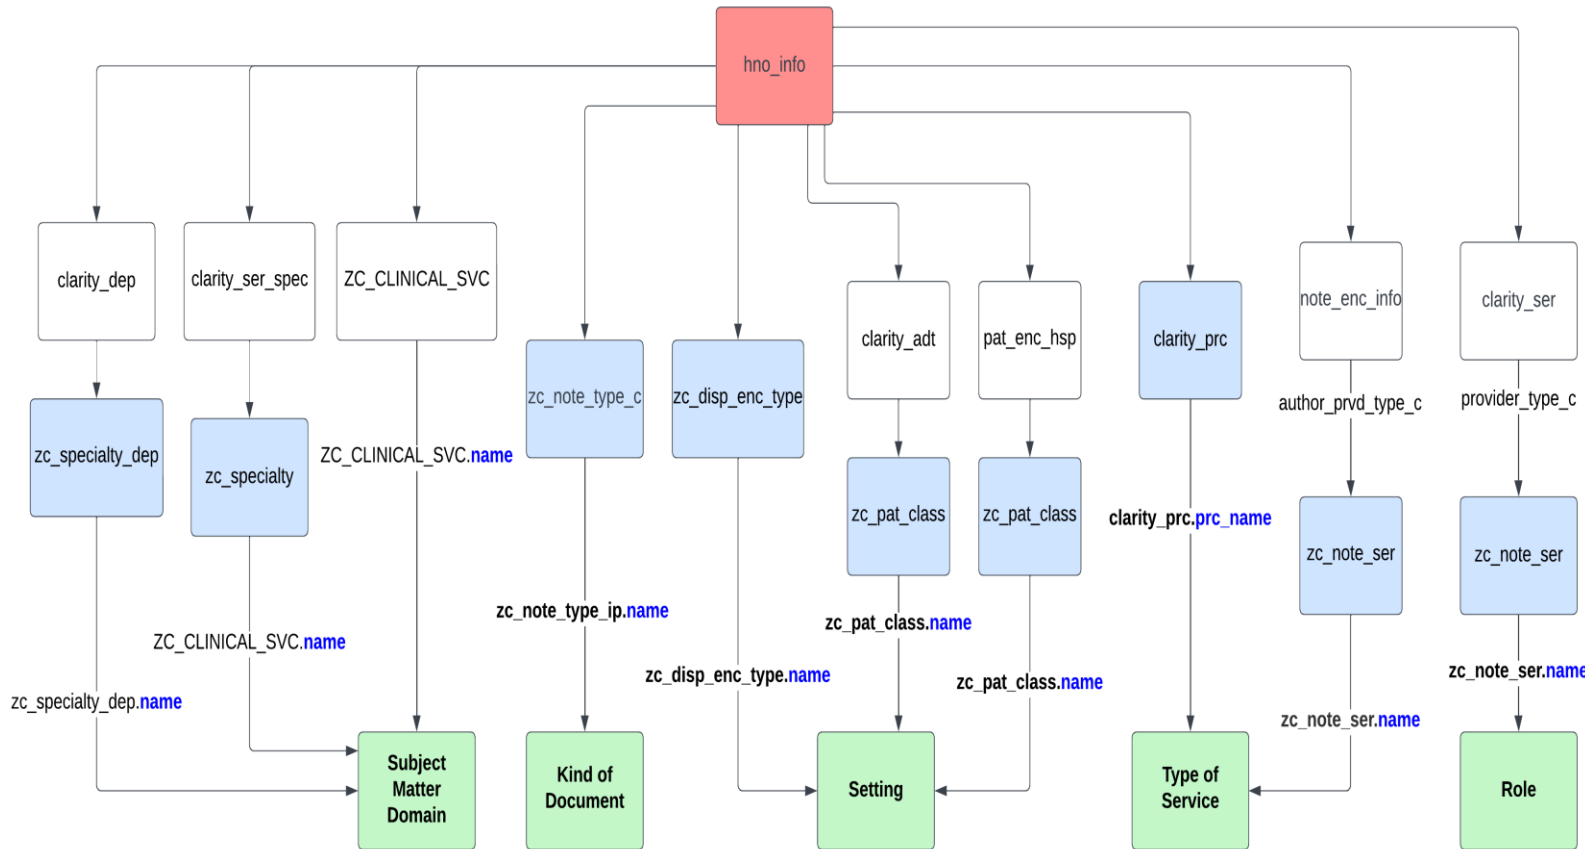 hno_info
clarity_dep
clarity_ser_spec
ZC_CLINICAL_SVC
note_enc_info
clarity_ser
clarity_adt
pat_enc_hsp
clarity_prc
zc_note_type_c
zc_disp_enc_type
author_prvd_type_c
provider_type_c
zc_specialty_dep
zc_specialty
ZC_CLINICAL_SVC.name
zc_pat_class
zc_pat_class
clarity_prc.prc_name
zc_note_ser
zc_note_ser
zc_note_type_ip.name
zc_pat_class.name
ZC_CLINICAL_SVC.name
zc_disp_enc_type.name
zc_pat_class.name
zc_note_ser.name
zc_specialty_dep.name
zc_note_ser.name
Subject
Matter
Domain
Kind of
Document
Setting
Type of
Service
Role